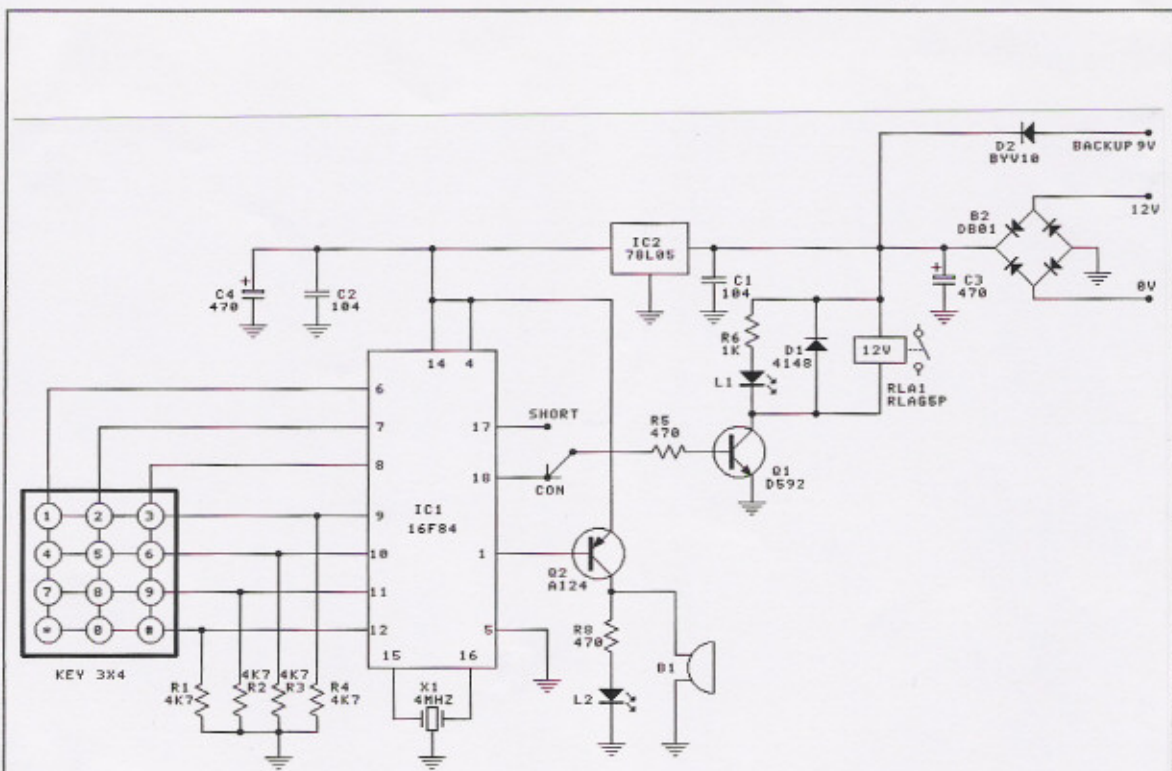 D2
BYV10
BACKUP 9V
B2
DB01
12V
0V
IC2
78L05
C4
470
C2
104
C1
104
C3
470
R6
1K
D1
4148
L1
12V
RLA1
RLAG5P
14
4
6
7
8
9
10
11
12
17
18
1
5
15
16
IC1
16F84
SHORT
CON
R5
470
Q1
D592
Q2
A124
R8
470
L2
B1
1
2
3
4
5
6
7
8
9
*
0
#
KEY 3X4
R1
4K7
4K7
R2
4K7
R3
R4
4K7
X1
4MHZ